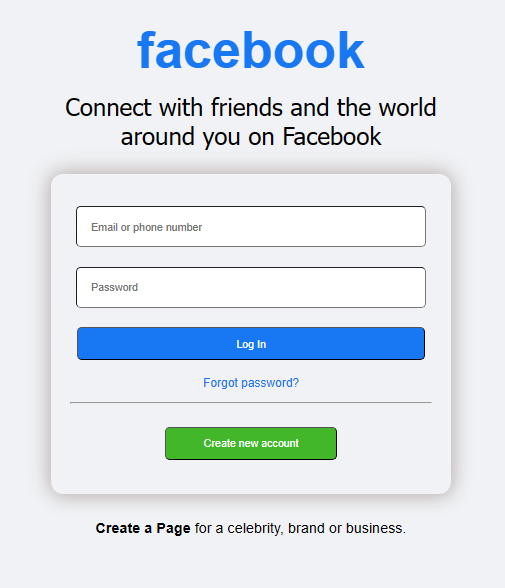 facebook
Connect with friends and the world
around you on Facebook
Email or phone number
Password
Log In
Forgot password?
Create new account
Create a Page for a celebrity, brand or business.